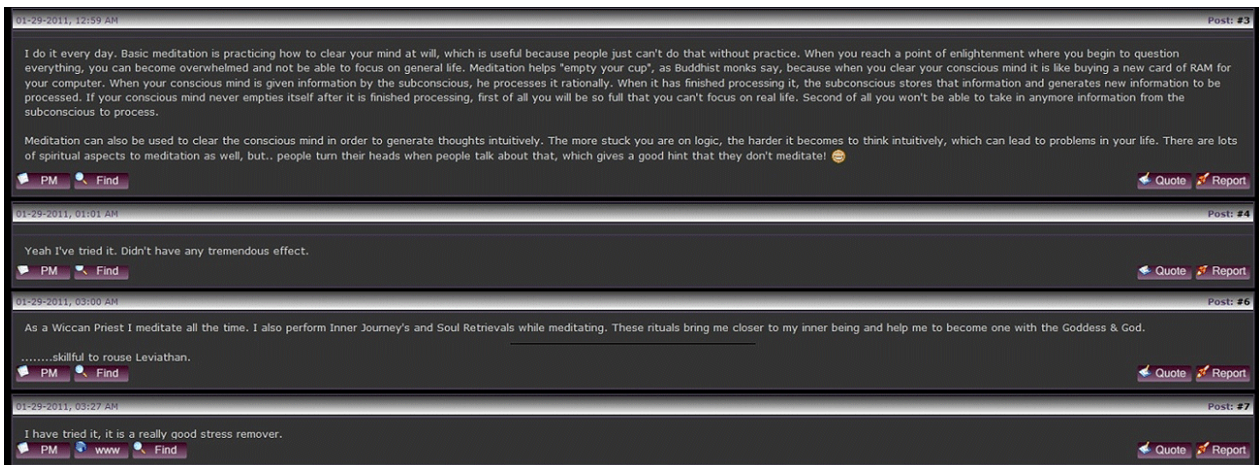 01-29-2011, 12:59 AM Post: #3
I do it every day. Basic meditation is practicing how to clear your mind at will, which is useful because people just can't do that without practice. When you reach a point of enlightenment where you begin to question
everything, you can become overwhelmed and not be able to focus on general life. Meditation helps "empty your cup", as Buddhist monks say, because when you clear your conscious mind it is like buying a new card of RAM for
your computer. When your conscious mind is given information by the subconscious, he processes it rationally. When it has finished processing it, the subconscious stores that information and generates new information to be
processed. If your conscious mind never empties itself after it is finished processing, first of all you will be so full that you can't focus on real life. Second of all you won't be able to take in anymore information from the
subconscious to process.
Meditation can also be used to clear the conscious mind in order to generate thoughts intuitively. The more stuck you are on logic, the harder it becomes to think intuitively, which can lead to problems in your life. There are lots
of spiritual aspects to meditation as well, but.. people turn their heads when people talk about that, which gives a good hint that they don't meditate!
PM Find Quote Report
01-29-2011, 01:01 AM Post: #4
Yeah I've tried it. Didn't have any tremendous effect.
PM Find Quote Report
01-29-2011, 03:00 AM Post: #6
As a Wiccan Priest I meditate all the time. I also perform Inner Journey's and Soul Retrievals while meditating. These rituals bring me closer to my inner being and help me to become one with the Goddess & God.
........skillful to rouse Leviathan.
PM Find Quote Report
01-29-2011, 03:27 AM Post: #7
I have tried it, it is a really good stress remover.
PM www Find Quote Report